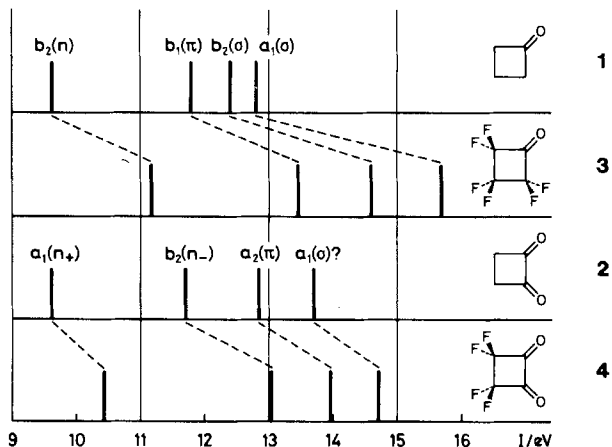 b₂(n) b₁(π) b₂(σ) a₁(σ) O 1
F F O F F F F 3
a₁(n₊) b₂(n₋) a₂(π) a₁(σ)? O O 2
F F O F F O 4
9 10 11 12 13 14 15 16 I/eV